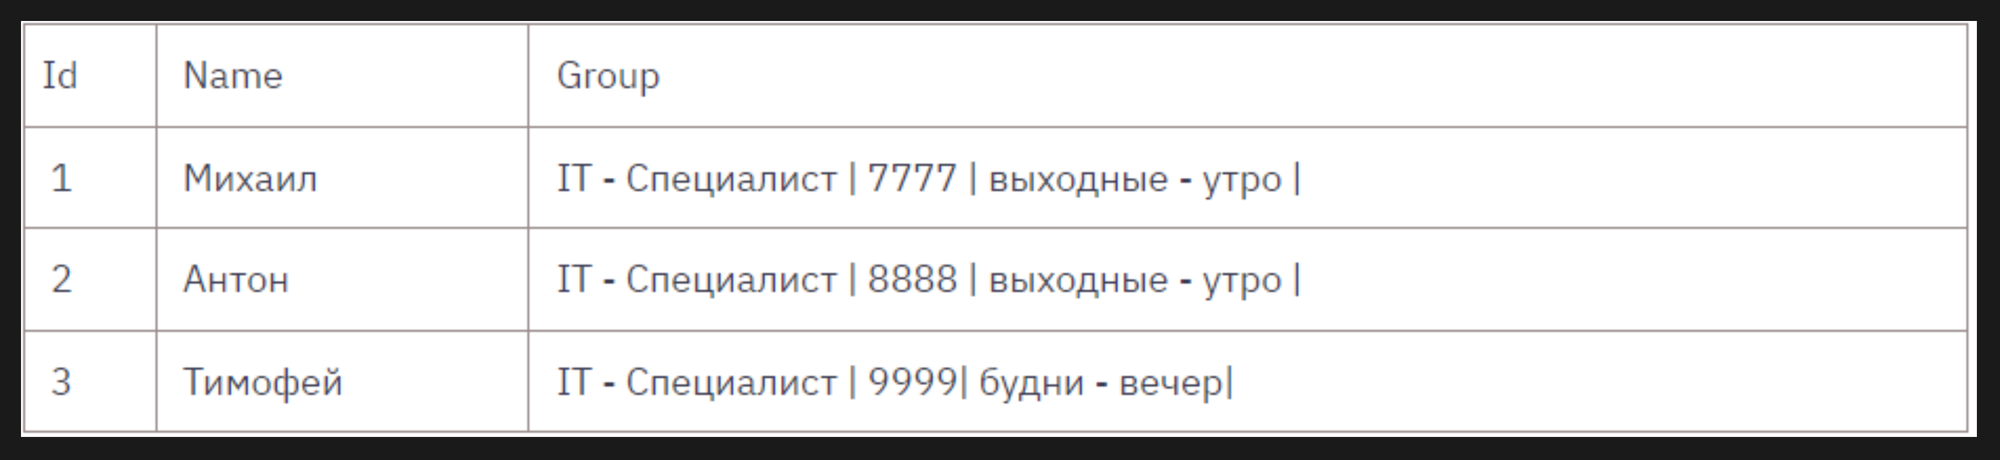 Id Name Group
1 Михаил IT - Специалист | 7777 | выходные - утро |
2 Антон IT - Специалист | 8888 | выходные - утро |
3 Тимофей IT - Специалист | 9999| будни - вечер|